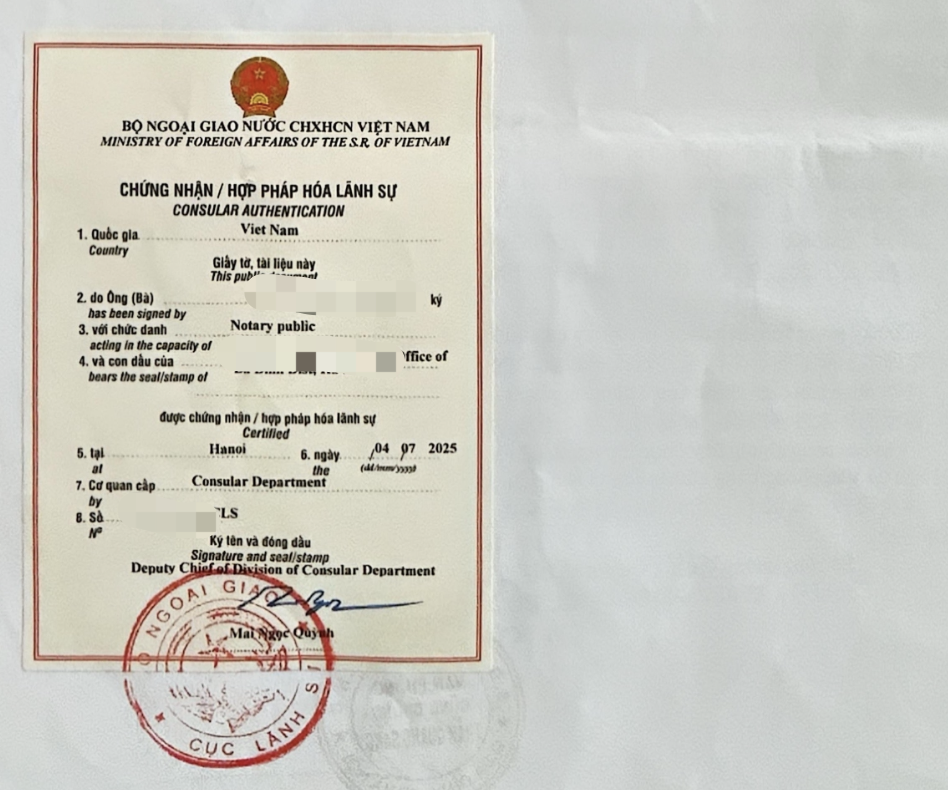 BỘ NGOẠI GIAO NƯỚC CHXHCN VIỆT NAM
MINISTRY OF FOREIGN AFFAIRS OF THE S.R. OF VIETNAM
CHỨNG NHẬN / HỢP PHÁP HÓA LÃNH SỰ
CONSULAR AUTHENTICATION
1. Quốc gia Viet Nam
Country
Giấy tờ, tài liệu này
This public document
2. do Ông (Bà) ký
has been signed by
3. với chức danh Notary public
acting in the capacity of
4. và con dấu của Office of
bears the seal/stamp of
được chứng nhận / hợp pháp hóa lãnh sự
Certified
5. tại Hanoi 6. ngày 04 07 2025
at the (dd/mm/yyyy)
7. Cơ quan cấp Consular Department
by
8. Số
Nº
Ký tên và đóng dấu
Signature and seal/stamp
Deputy Chief of Division of Consular Department
NGOẠI GIAO
Mai Ngọc Quỳnh
CỤC LÃNH